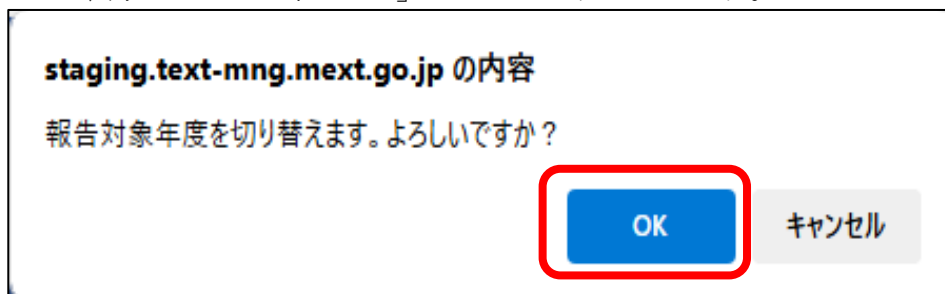 staging.text-mng.mext.go.jp の内容
報告対象年度を切り替えます。よろしいですか？
OK
キャンセル